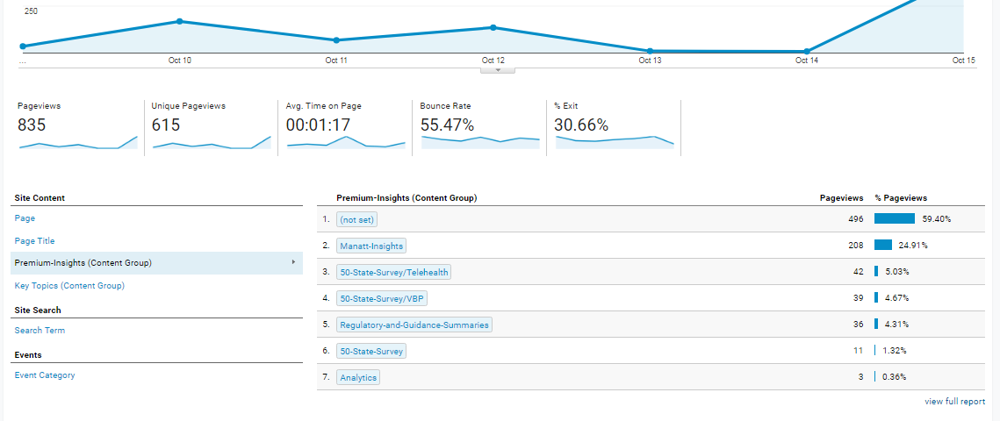 250
... Oct 10 Oct 11 Oct 12 Oct 13 Oct 14 Oct 15
Pageviews Unique Pageviews Avg. Time on Page Bounce Rate % Exit
835 615 00:01:17 55.47% 30.66%
Site Content
Page
Page Title
Premium-Insights (Content Group)
Key Topics (Content Group)
Site Search
Search Term
Events
Event Category
Premium-Insights (Content Group) Pageviews % Pageviews
1. (not set) 496 59.40%
2. Manatt-Insights 208 24.91%
3. 50-State-Survey/Telehealth 42 5.03%
4. 50-State-Survey/VBP 39 4.67%
5. Regulatory-and-Guidance-Summaries 36 4.31%
6. 50-State-Survey 11 1.32%
7. Analytics 3 0.36%
view full report